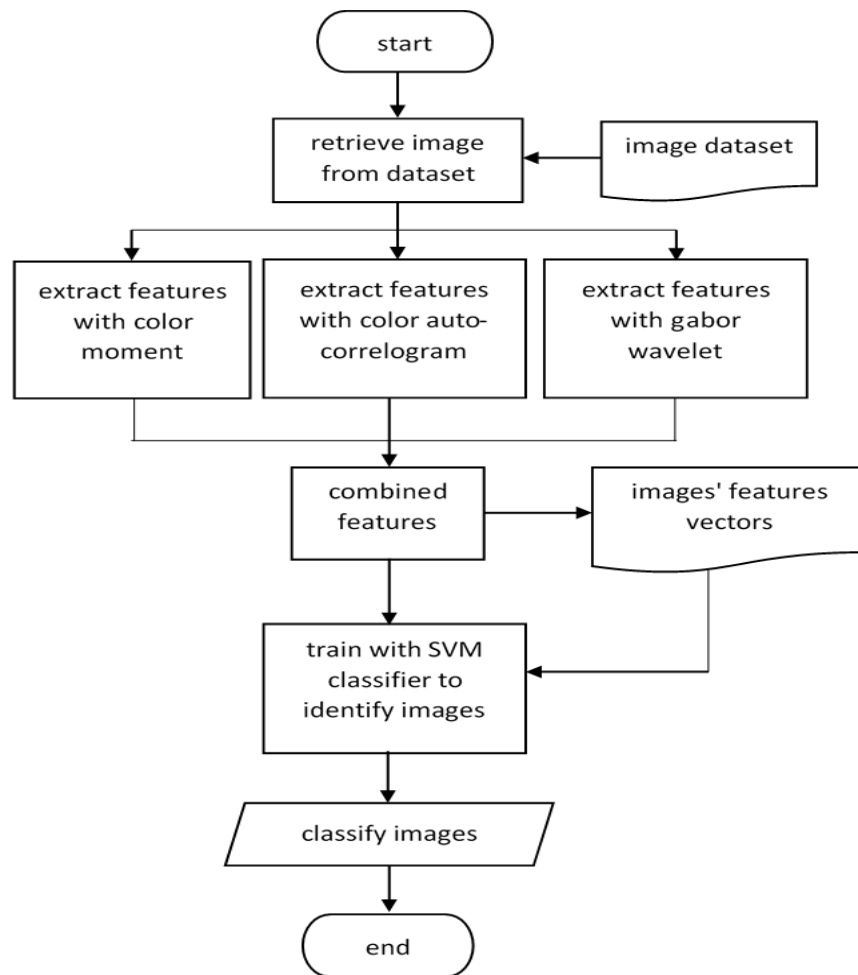 start
retrieve image
from dataset
image dataset
extract features
with color
moment
extract features
with color auto-
correlogram
extract features
with gabor
wavelet
combined
features
images' features
vectors
train with SVM
classifier to
identify images
classify images
end